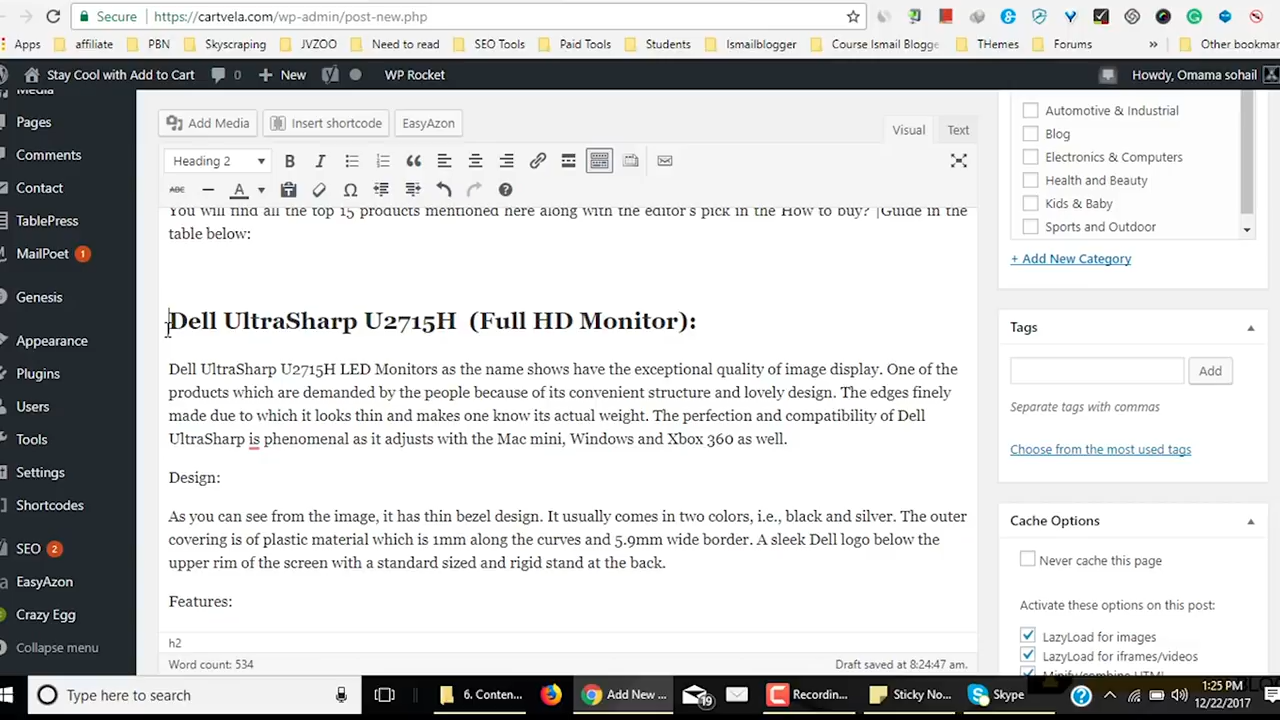 Secure https://cartvela.com/wp-admin/post-new.php
Apps affiliate PBN Skyscraping JVZOO Need to read SEO Tools Paid Tools Students Ismailblogger Course Ismail Blogge THemes Forums » Other bookmar
Stay Cool with Add to Cart 0 New WP Rocket Howdy, Omama sohail
Media
Pages
Comments
Contact
TablePress
MailPoet 1
Genesis
Appearance
Plugins
Users
Tools
Settings
Shortcodes
SEO 2
EasyAzon
Crazy Egg
Collapse menu
Add Media Insert shortcode EasyAzon
Visual Text
Heading 2
You will find all the top 15 products mentioned here along with the editor's pick in the How to buy? |Guide in the
table below:
Dell UltraSharp U2715H (Full HD Monitor):
Dell UltraSharp U2715H LED Monitors as the name shows have the exceptional quality of image display. One of the
products which are demanded by the people because of its convenient structure and lovely design. The edges finely
made due to which it looks thin and makes one know its actual weight. The perfection and compatibility of Dell
UltraSharp is phenomenal as it adjusts with the Mac mini, Windows and Xbox 360 as well.
Design:
As you can see from the image, it has thin bezel design. It usually comes in two colors, i.e., black and silver. The outer
covering is of plastic material which is 1mm along the curves and 5.9mm wide border. A sleek Dell logo below the
upper rim of the screen with a standard sized and rigid stand at the back.
Features:
h2
Word count: 534 Draft saved at 8:24:47 am.
Automotive & Industrial
Blog
Electronics & Computers
Health and Beauty
Kids & Baby
Sports and Outdoor
+ Add New Category
Tags
Add
Separate tags with commas
Choose from the most used tags
Cache Options
Never cache this page
Activate these options on this post:
LazyLoad for images
LazyLoad for iframes/videos
Minify/combine HTML
Type here to search
6. Conten...
Add New ...
19
Recordin...
Sticky No...
Skype
1:25 PM
12/22/2017